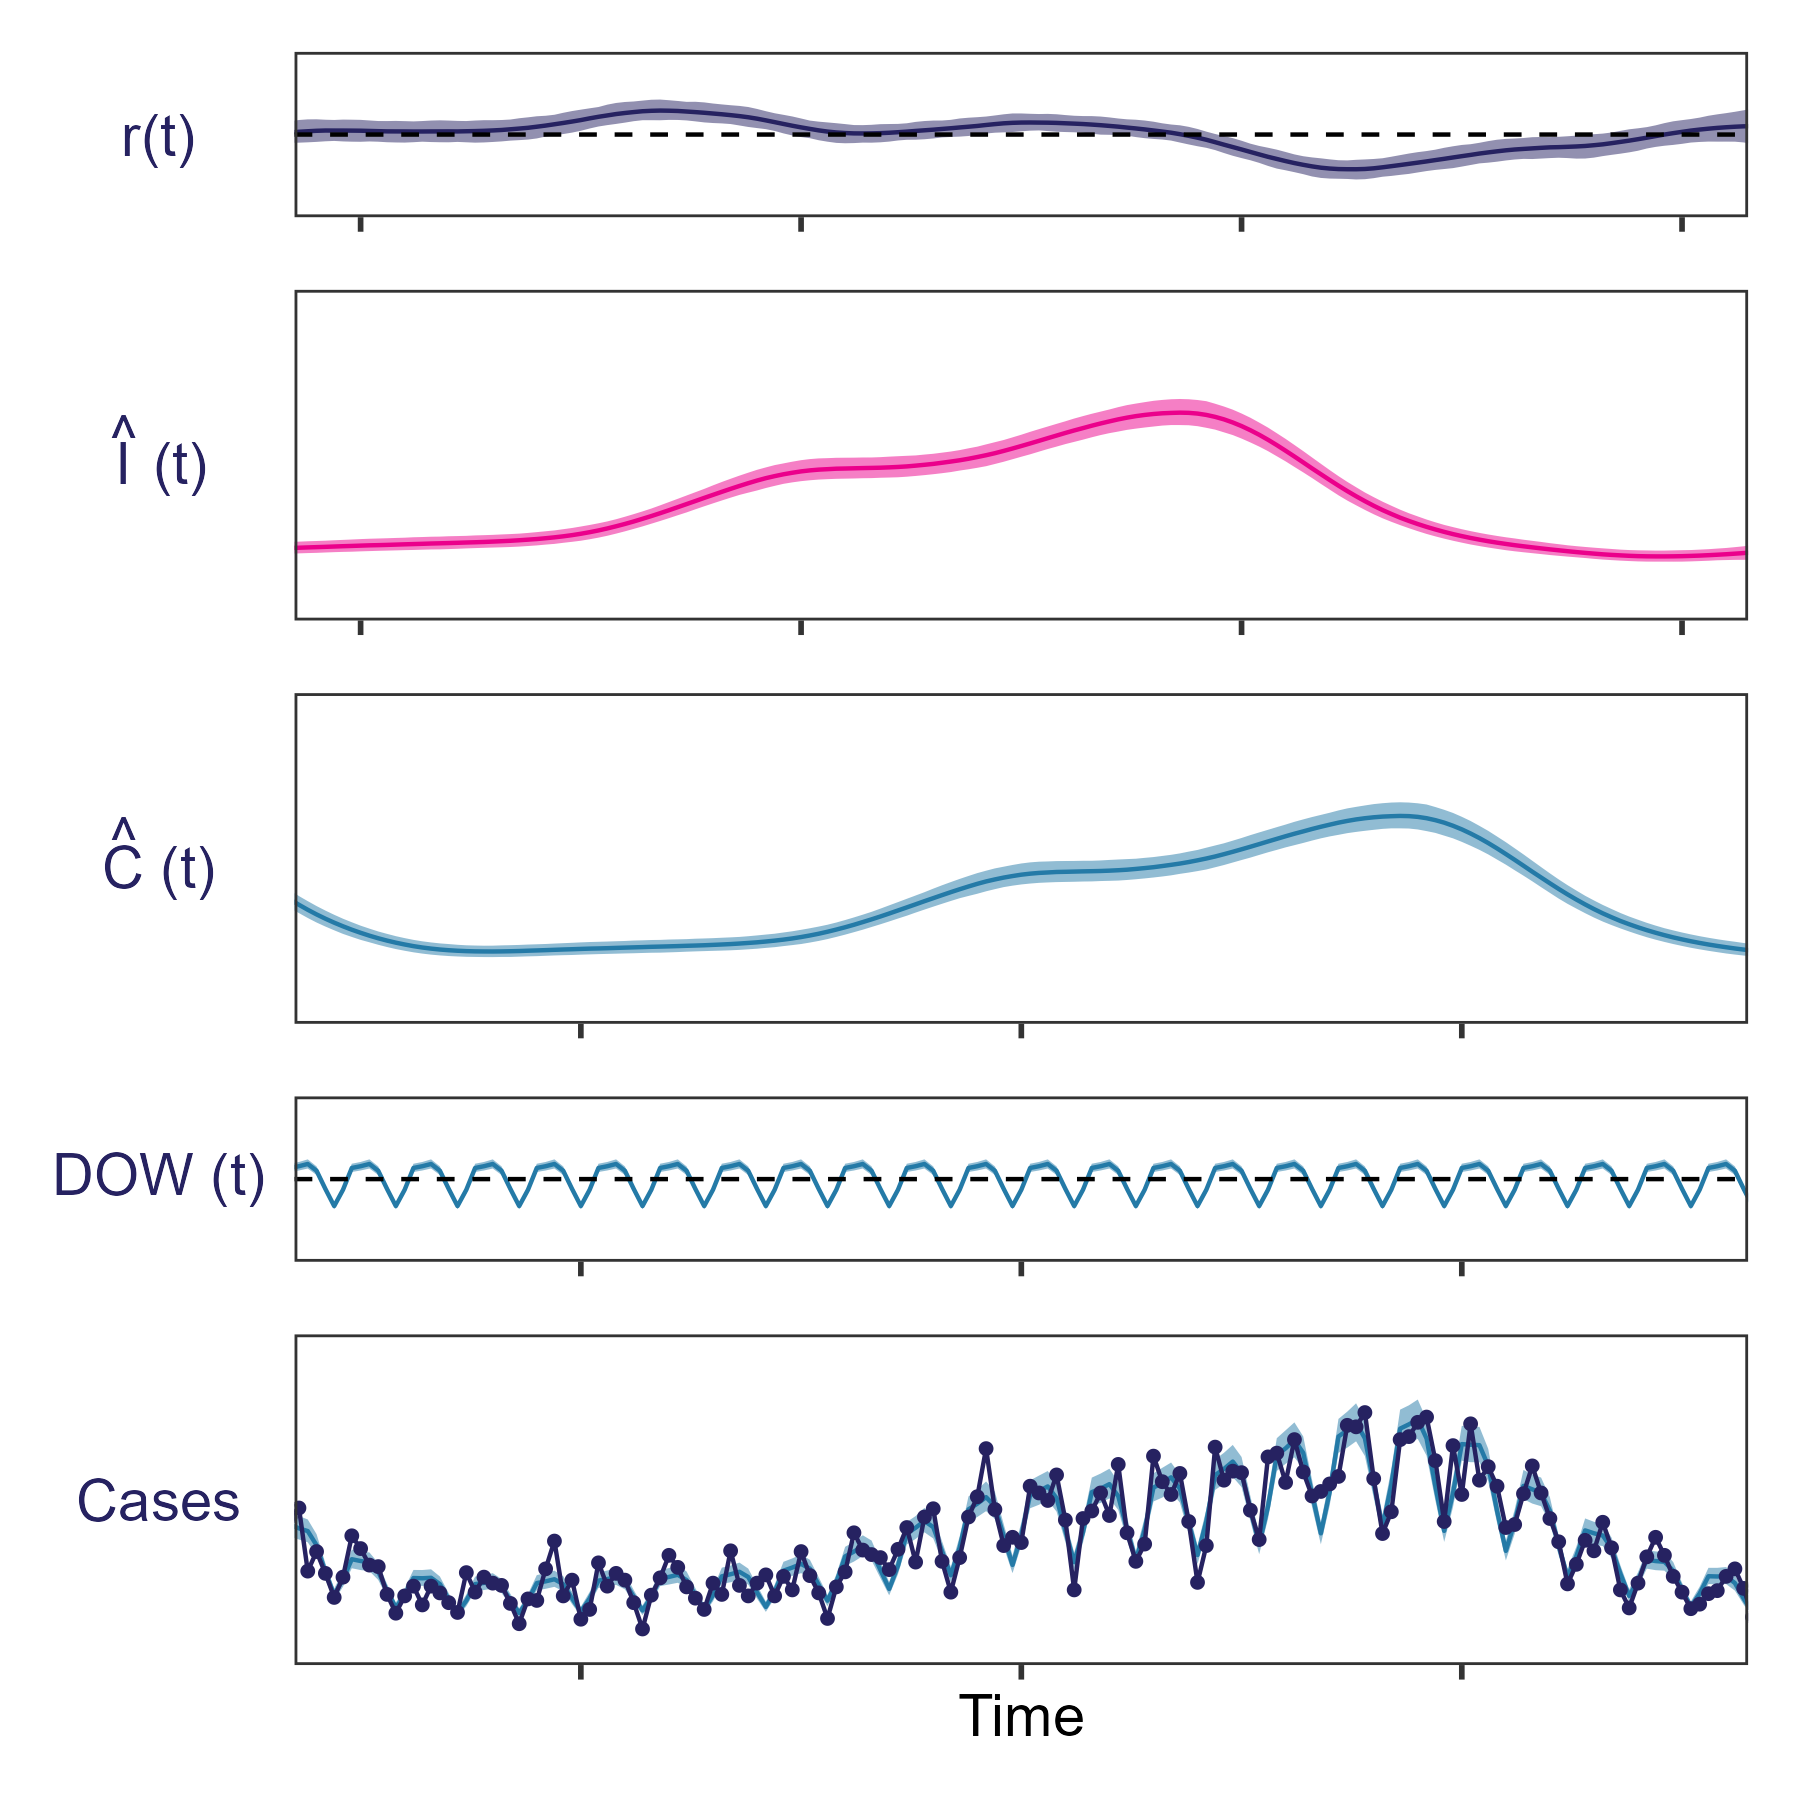 r(t)
Î (t)
Ĉ (t)
DOW (t)
Cases
Time